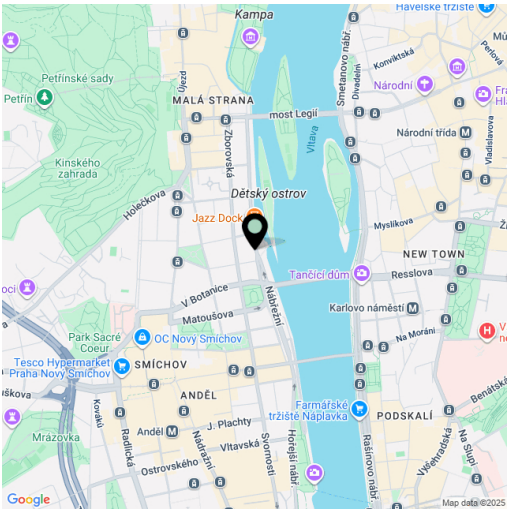 Kampa
Havelské tržiště
Petřínské sady
Petřín
Újezd
MALÁ STRANA
most Legií
Smetanovo nábř.
Divadelní
Konviktská
Perlová
Národní
Národní třída
Vladislavova
Kinského
zahrada
Zborovská
Vltava
Dětský ostrov
Holečkova
Jazz Dock
Myslíkova
NEW TOWN
Tančící dům
Resslova
V Botanice
Nábřežní
Karlovo náměstí
Matoušova
Na Moráni
Park Sacré
Coeur
OC Nový Smíchov
Tesco Hypermarket
Praha Nový Smíchov
SMÍCHOV
Benátská
ANDĚL
Farmářské
tržiště Náplavka
PODSKALÍ
Kováků
Radlická
J. Plachty
Anděl
Vltavská
Mrázovka
Nádražní
Svornosti
Ostrovského
Hořejší nábř.
Rašínovo nábř.
Vyšehradská
Na Slupi
Google
Map data ©2025